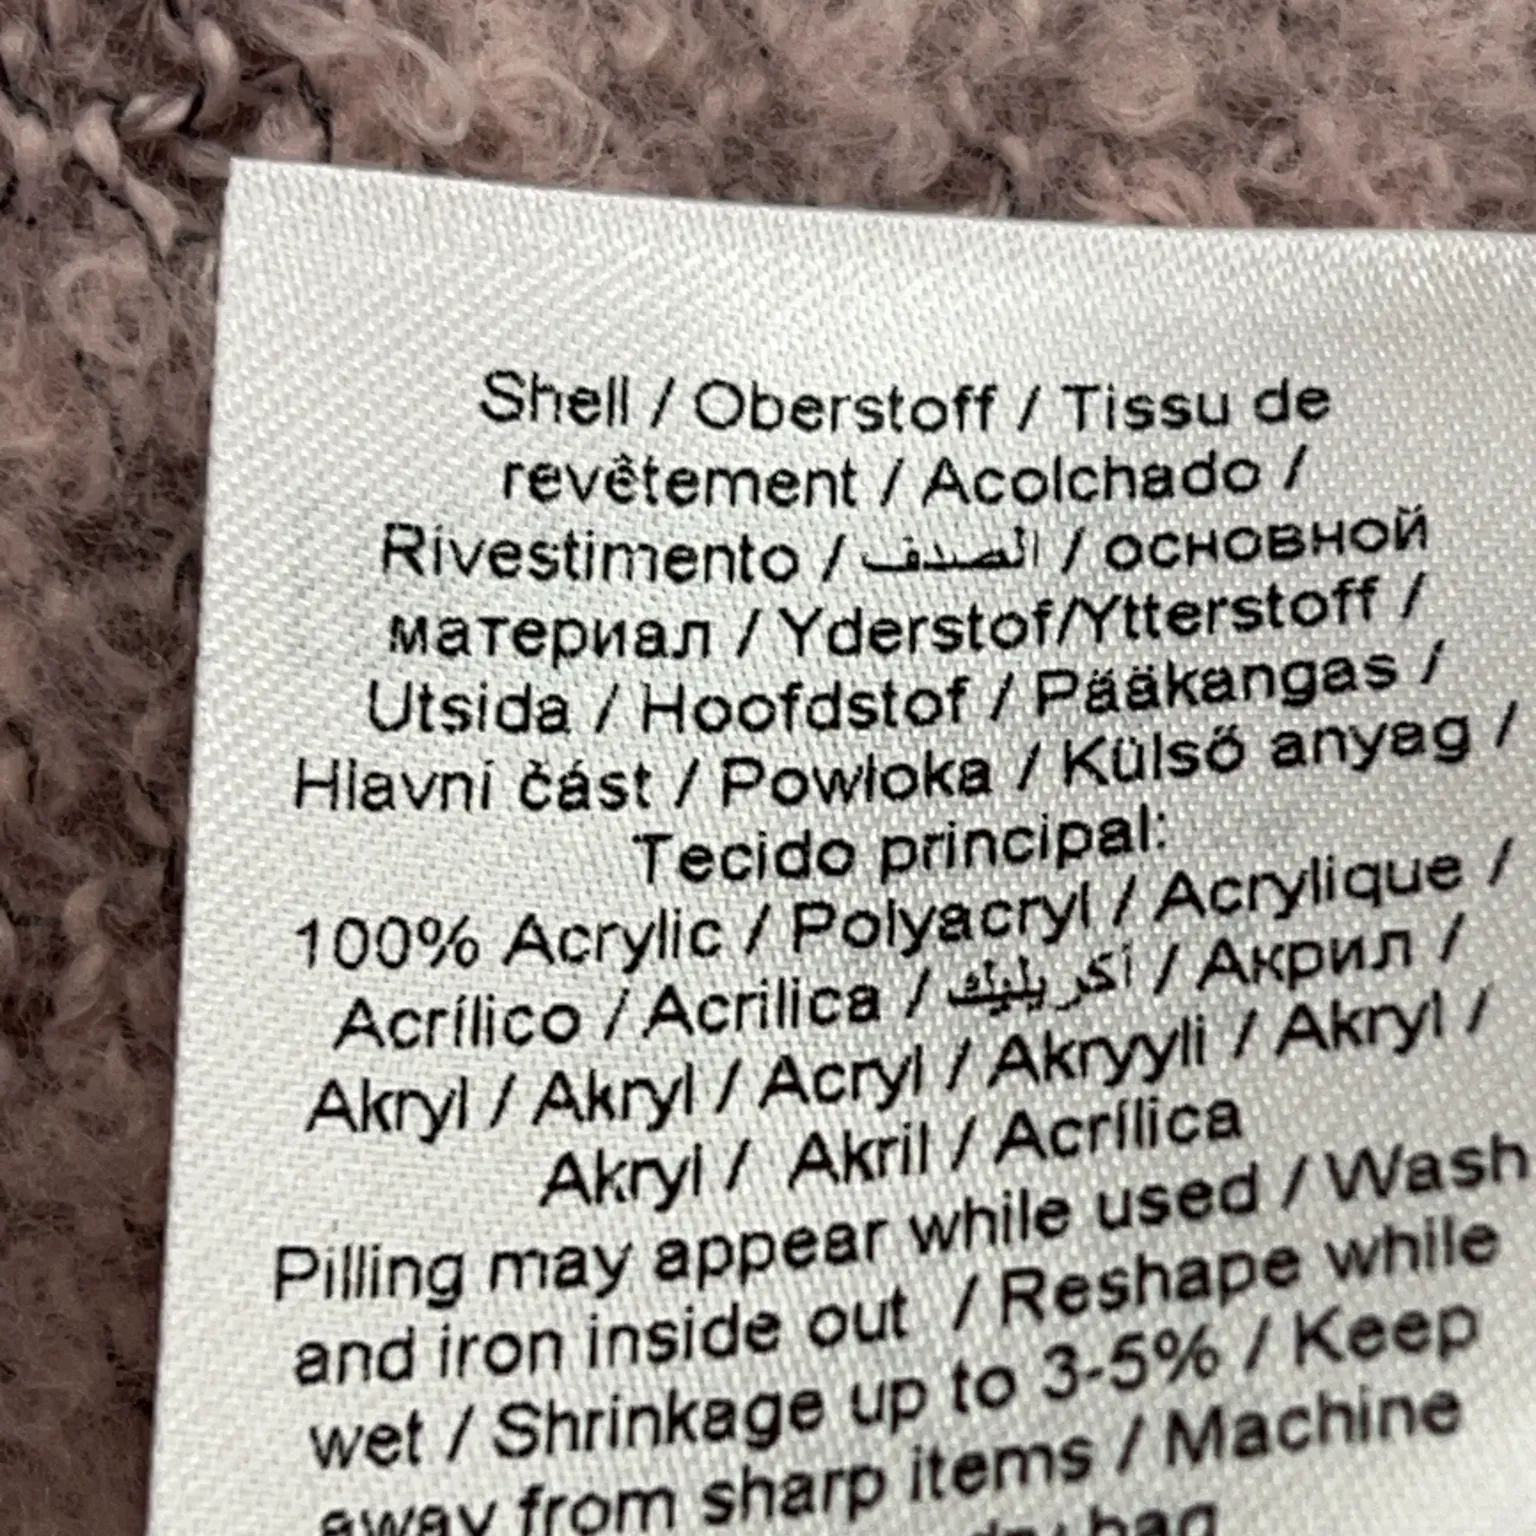 Shell / Oberstoff / Tissu de
revêtement / Acolchado /
Rivestimento / الصدف / основной
материал / Yderstof/Ytterstoff /
Utsida / Hoofdstof / Pääkangas /
Hlavní část / Powłoka / Külső anyag /
Tecido principal:
100% Acrylic / Polyacryl / Acrylique /
Acrílico / Acrilica / أكريليك / Акрил /
Akryl / Akryl / Acryl / Akryyli / Akryl /
Akryl / Akril / Acrílica
Pilling may appear while used / Wash
and iron inside out / Reshape while
wet / Shrinkage up to 3-5% / Keep
away from sharp items / Machine
bag